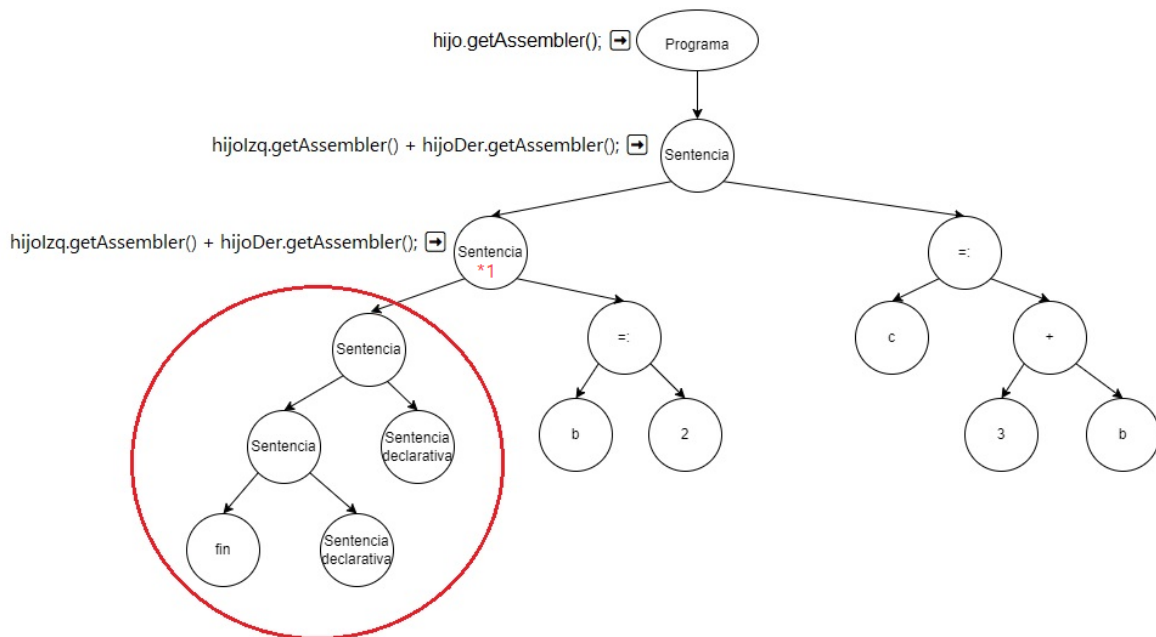 hijo.getAssembler(); ➡ Programa
hijoIzq.getAssembler() + hijoDer.getAssembler(); ➡ Sentencia
hijoIzq.getAssembler() + hijoDer.getAssembler(); ➡ Sentencia
*1
=:
Sentencia
=:
c
+
Sentencia
Sentencia
declarativa
b
2
3
b
fin
Sentencia
declarativa